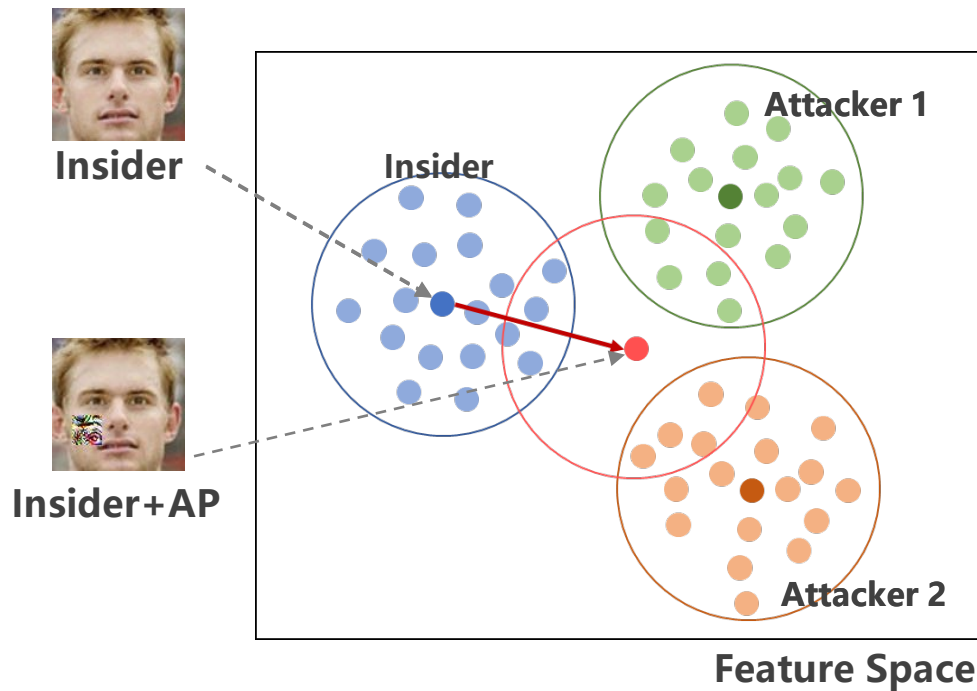 Insider
Insider
Attacker 1
Insider+AP
Attacker 2
Feature Space